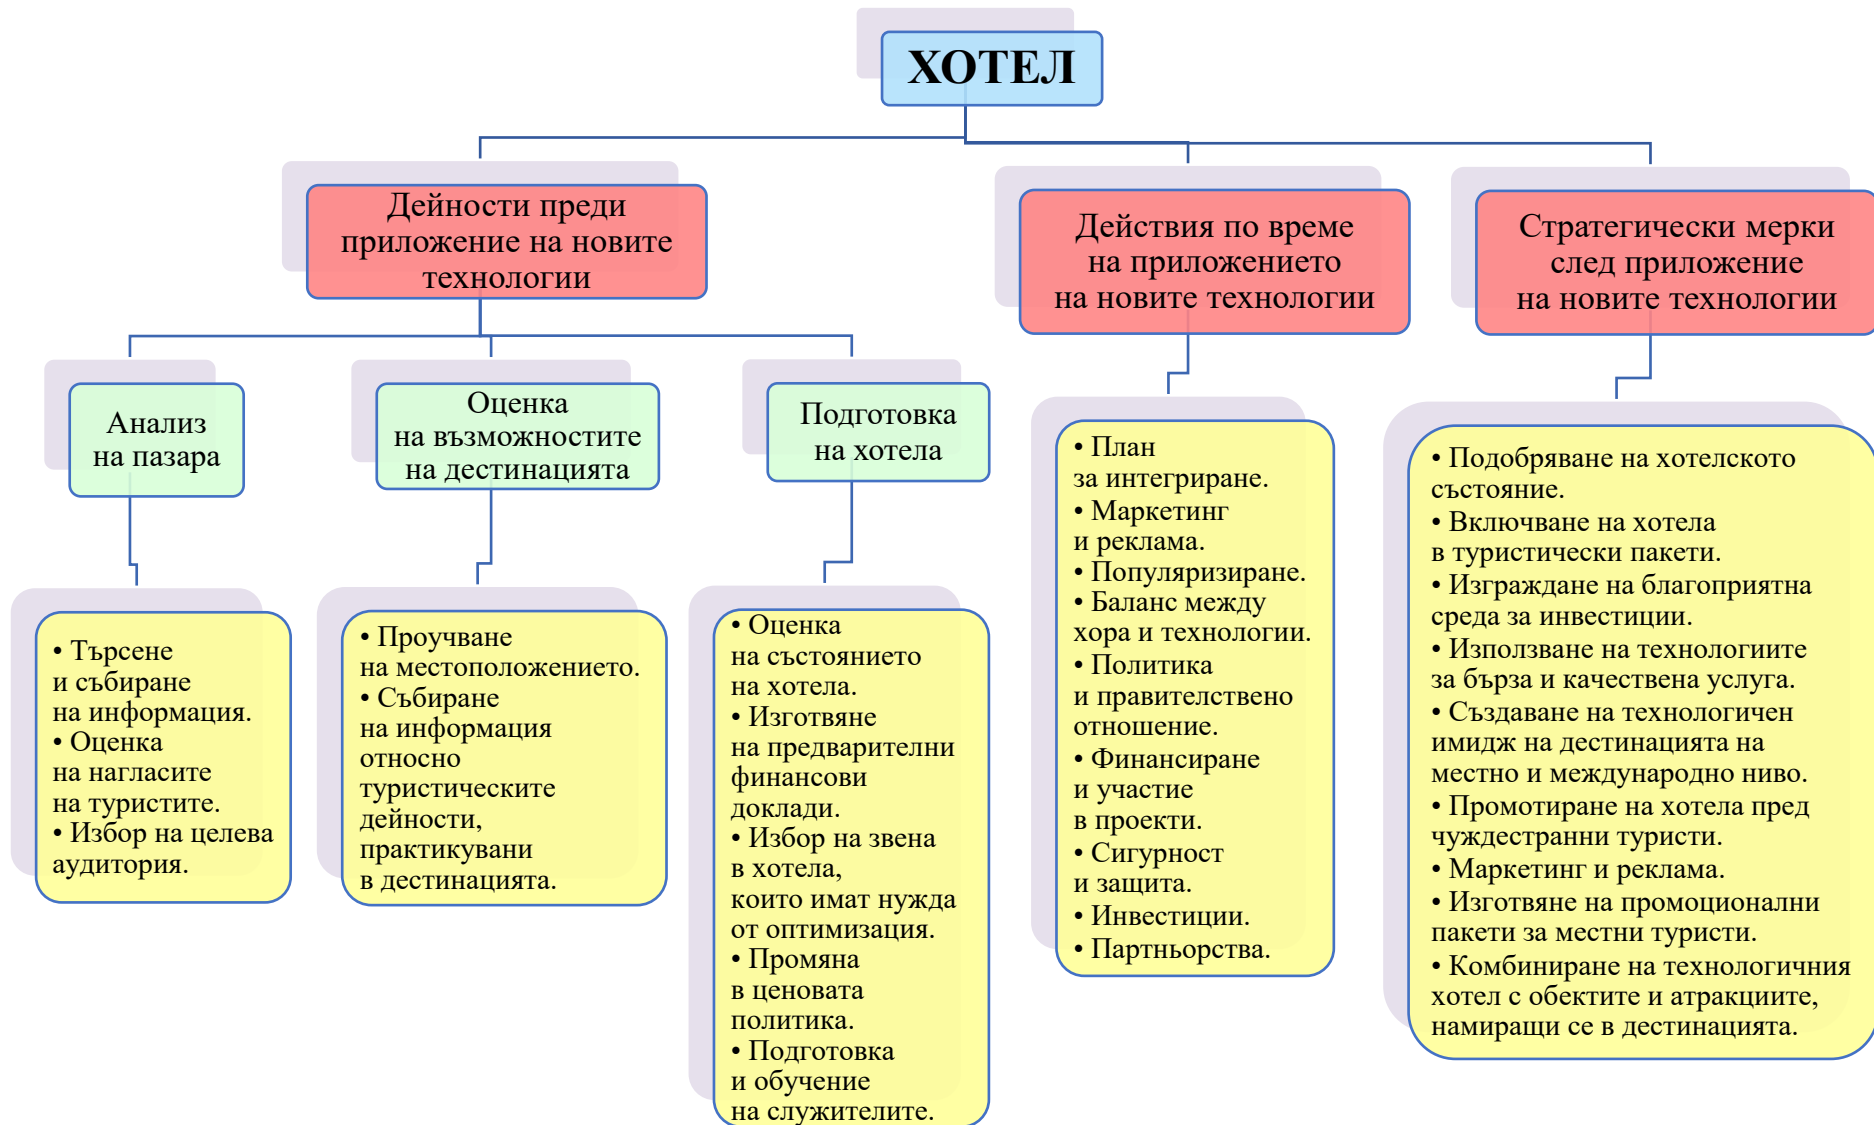 ХОТЕЛ
Дейности преди
приложение на новите
технологии
Действия по време
на приложението
на новите технологии
Стратегически мерки
след приложение
на новите технологии
Анализ
на пазара
Оценка
на възможностите
на дестинацията
Подготовка
на хотела
• Търсене
и събиране
на информация.
• Оценка
на нагласите
на туристите.
• Избор на целева
аудитория.
• Проучване
на местоположението.
• Събиране
на информация
относно
туристическите
дейности,
практикувани
в дестинацията.
• Оценка
на състоянието
на хотела.
• Изготвяне
на предварителни
финансови
доклади.
• Избор на звена
в хотела,
които имат нужда
от оптимизация.
• Промяна
в ценовата
политика.
• Подготовка
и обучение
на служителите.
• План
за интегриране.
• Маркетинг
и реклама.
• Популяризиране.
• Баланс между
хора и технологии.
• Политика
и правителствено
отношение.
• Финансиране
и участие
в проекти.
• Сигурност
и защита.
• Инвестиции.
• Партньорства.
• Подобряване на хотелското
състояние.
• Включване на хотела
в туристически пакети.
• Изграждане на благоприятна
среда за инвестиции.
• Използване на технологиите
за бърза и качествена услуга.
• Създаване на технологичен
имидж на дестинацията на
местно и международно ниво.
• Промотиране на хотела пред
чуждестранни туристи.
• Маркетинг и реклама.
• Изготвяне на промоционални
пакети за местни туристи.
• Комбиниране на технологичния
хотел с обектите и атракциите,
намиращи се в дестинацията.